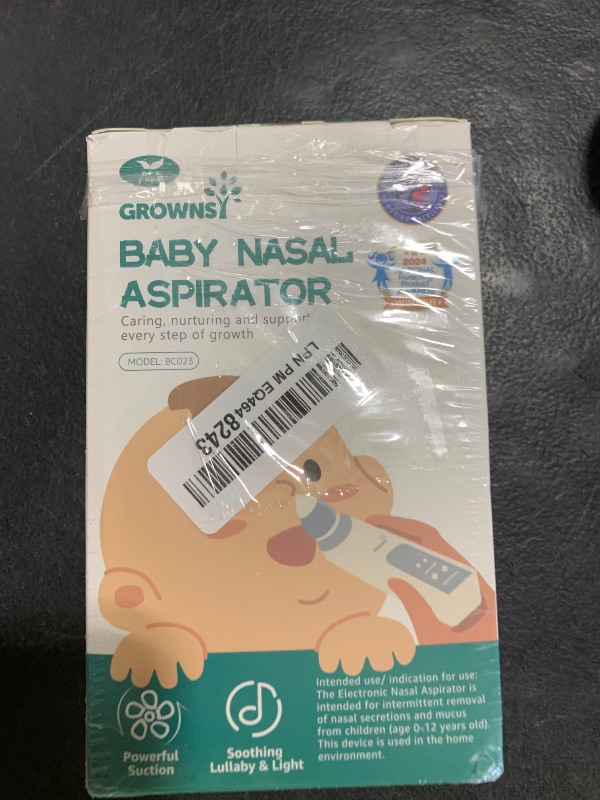 GROWNSY
BABY NASAL
ASPIRATOR
Caring, nurturing and support
every step of growth
MODEL: BC023
LPN PM EQ4648243
2024
Product
Powerful
Suction
Soothing
Lullaby & Light
Intended use/ indication for use:
The Electronic Nasal Aspirator is
intended for intermittent removal
of nasal secretions and mucus
from children (age 0-12 years old).
This device is used in the home
environment.